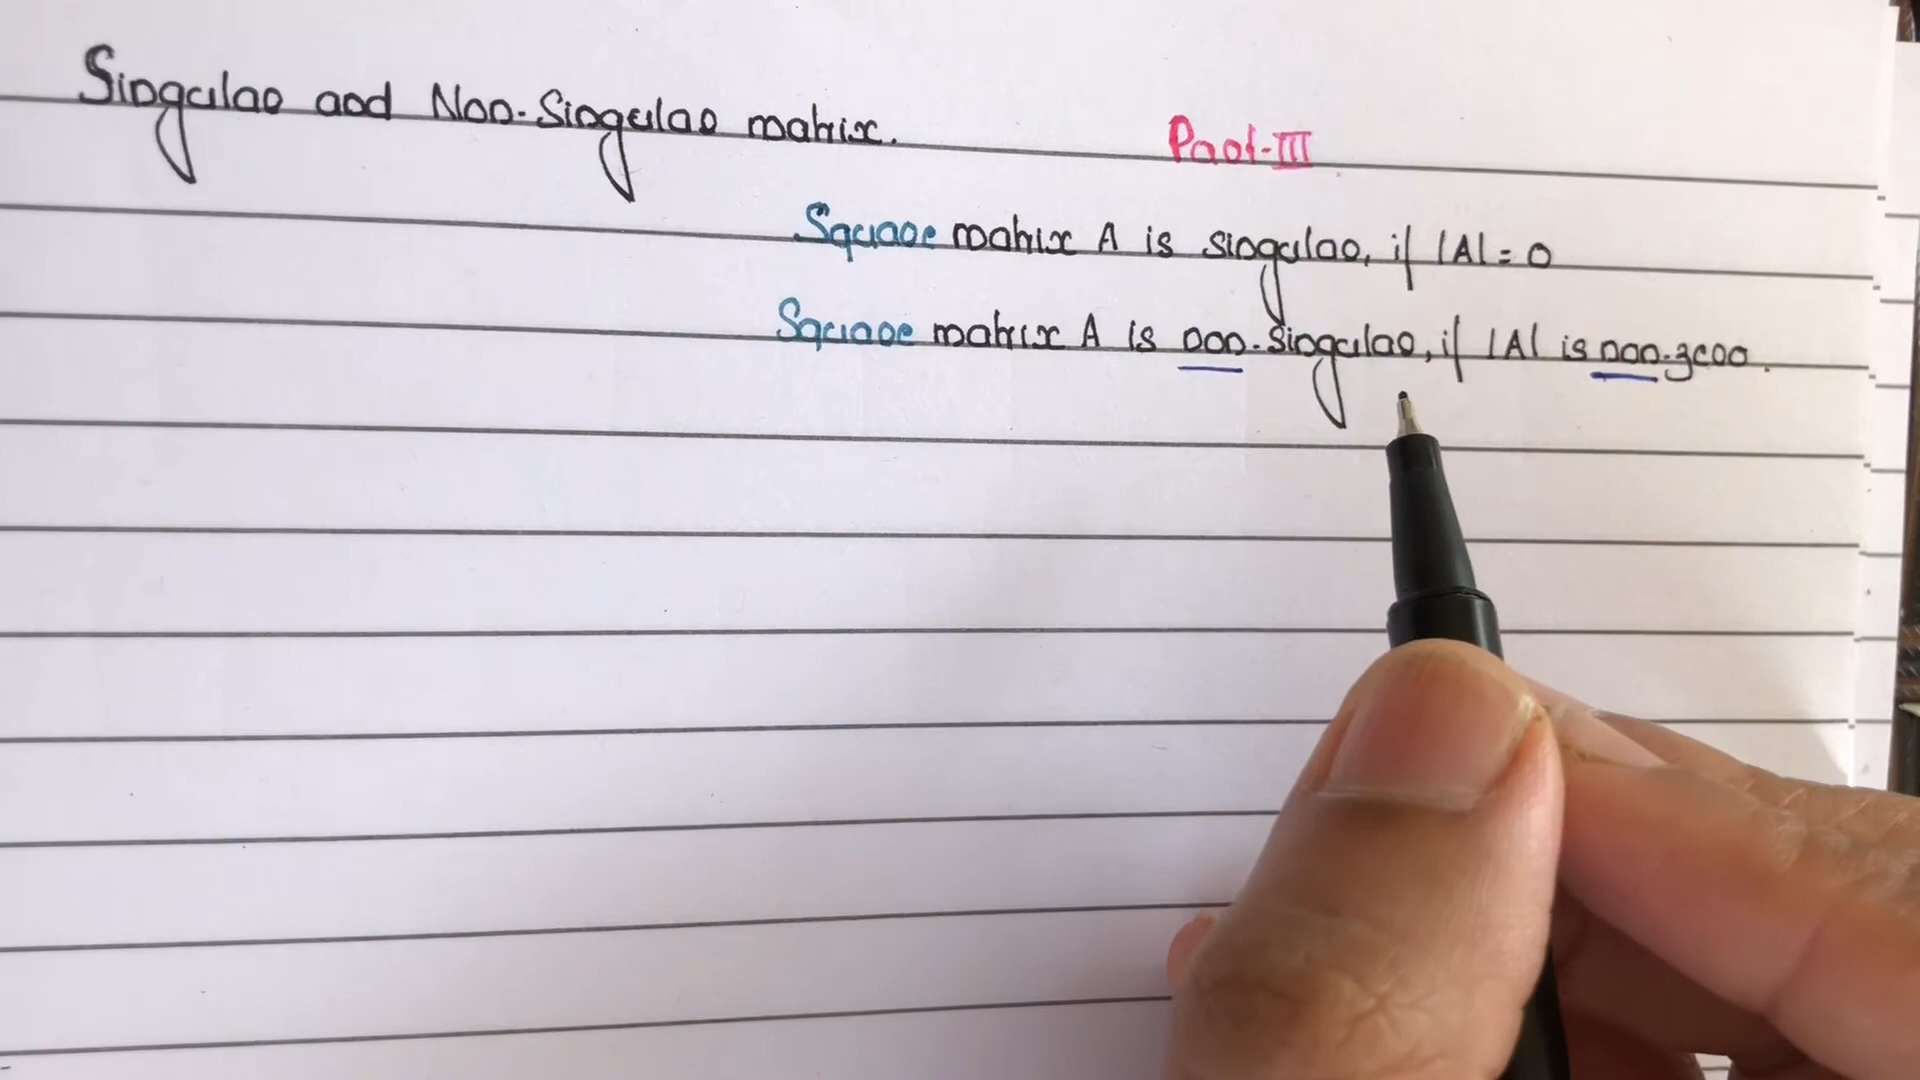 Singular and Non-Singular matrix.
Part-III
Square matrix A is singular, if |A| = 0
Square matrix A is non-singular, if |A| is non-zero.